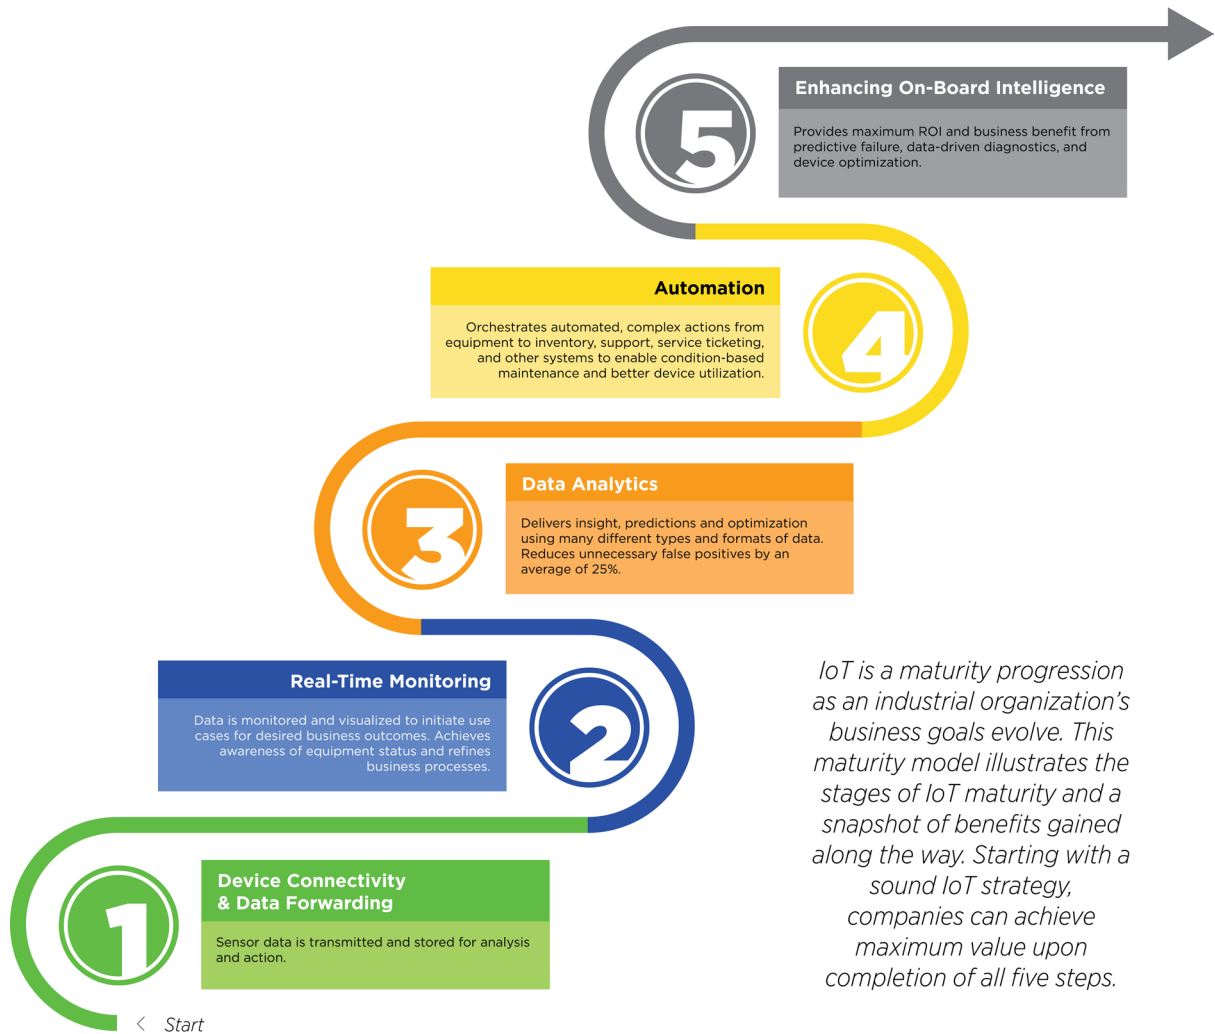 5
Enhancing On-Board Intelligence
Provides maximum ROI and business benefit from
predictive failure, data-driven diagnostics, and
device optimization.
Automation
Orchestrates automated, complex actions from
equipment to inventory, support, service ticketing,
and other systems to enable condition-based
maintenance and better device utilization.
4
3
Data Analytics
Delivers insight, predictions and optimization
using many different types and formats of data.
Reduces unnecessary false positives by an
average of 25%.
Real-Time Monitoring
Data is monitored and visualized to initiate use
cases for desired business outcomes. Achieves
awareness of equipment status and refines
business processes.
2
1
Device Connectivity
& Data Forwarding
Sensor data is transmitted and stored for analysis
and action.
< Start
IoT is a maturity progression
as an industrial organization’s
business goals evolve. This
maturity model illustrates the
stages of IoT maturity and a
snapshot of benefits gained
along the way. Starting with a
sound IoT strategy,
companies can achieve
maximum value upon
completion of all five steps.